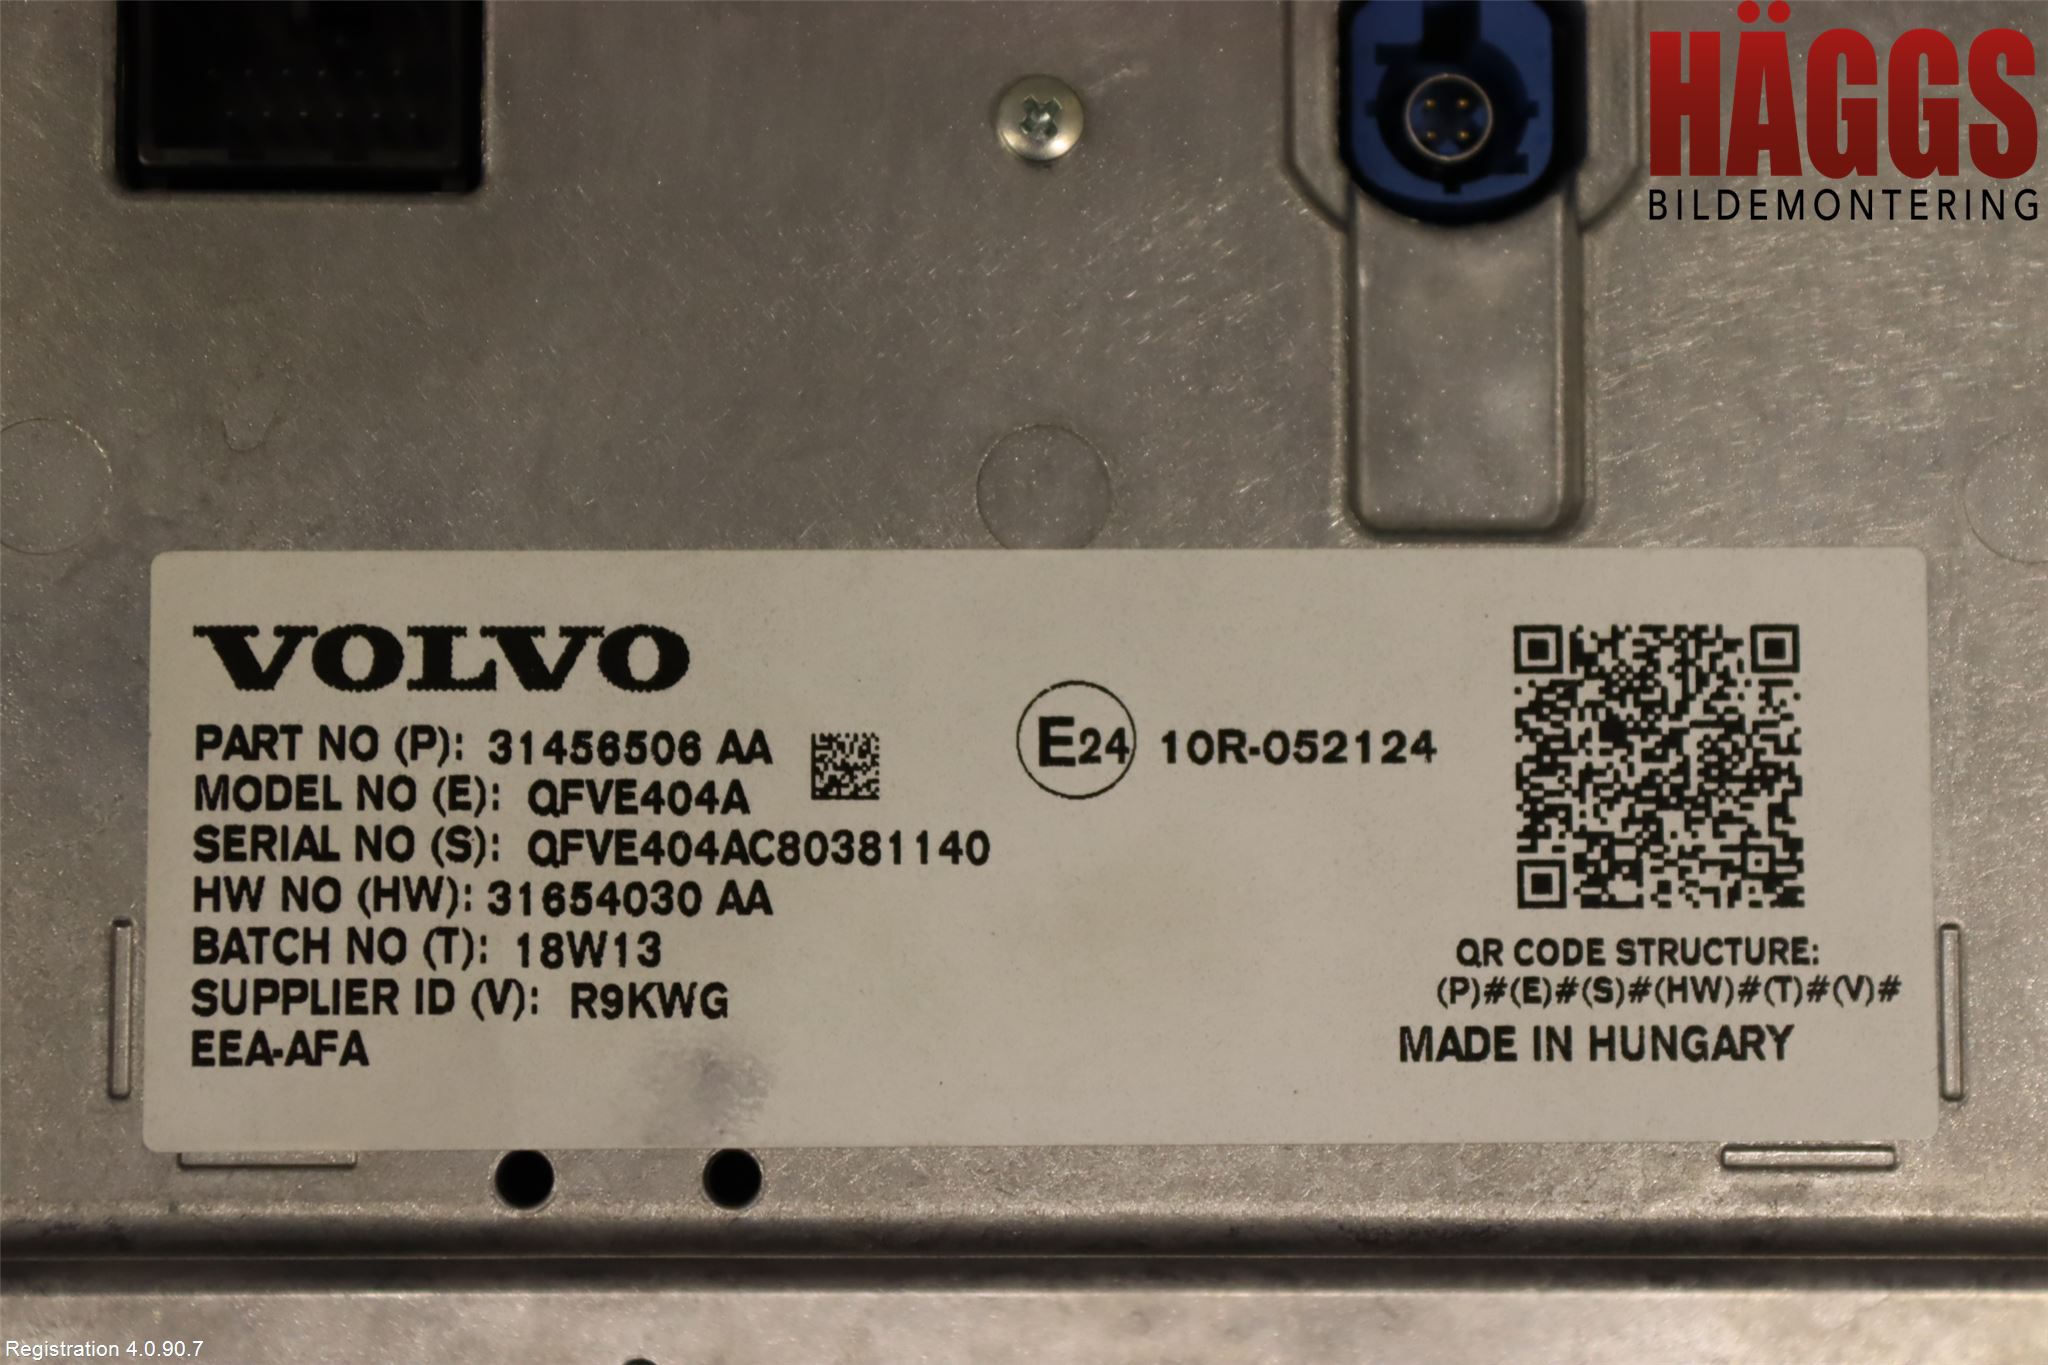 HÄGGS
BILDEMONTERING
VOLVO
PART NO (P): 31456506 AA
MODEL NO (E): QFVE404A
SERIAL NO (S): QFVE404AC80381140
HW NO (HW): 31654030 AA
BATCH NO (T): 18W13
SUPPLIER ID (V): R9KWG
EEA-AFA
E24 10R-052124
QR CODE STRUCTURE:
(P)#(E)#(S)#(HW)#(T)#(V)#
MADE IN HUNGARY
Registration 4.0.90.7